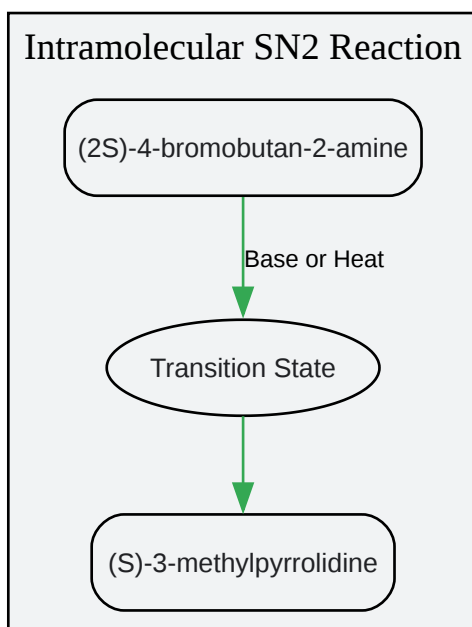 Intramolecular SN2 Reaction
(2S)-4-bromobutan-2-amine
Base or Heat
Transition State
(S)-3-methylpyrrolidine